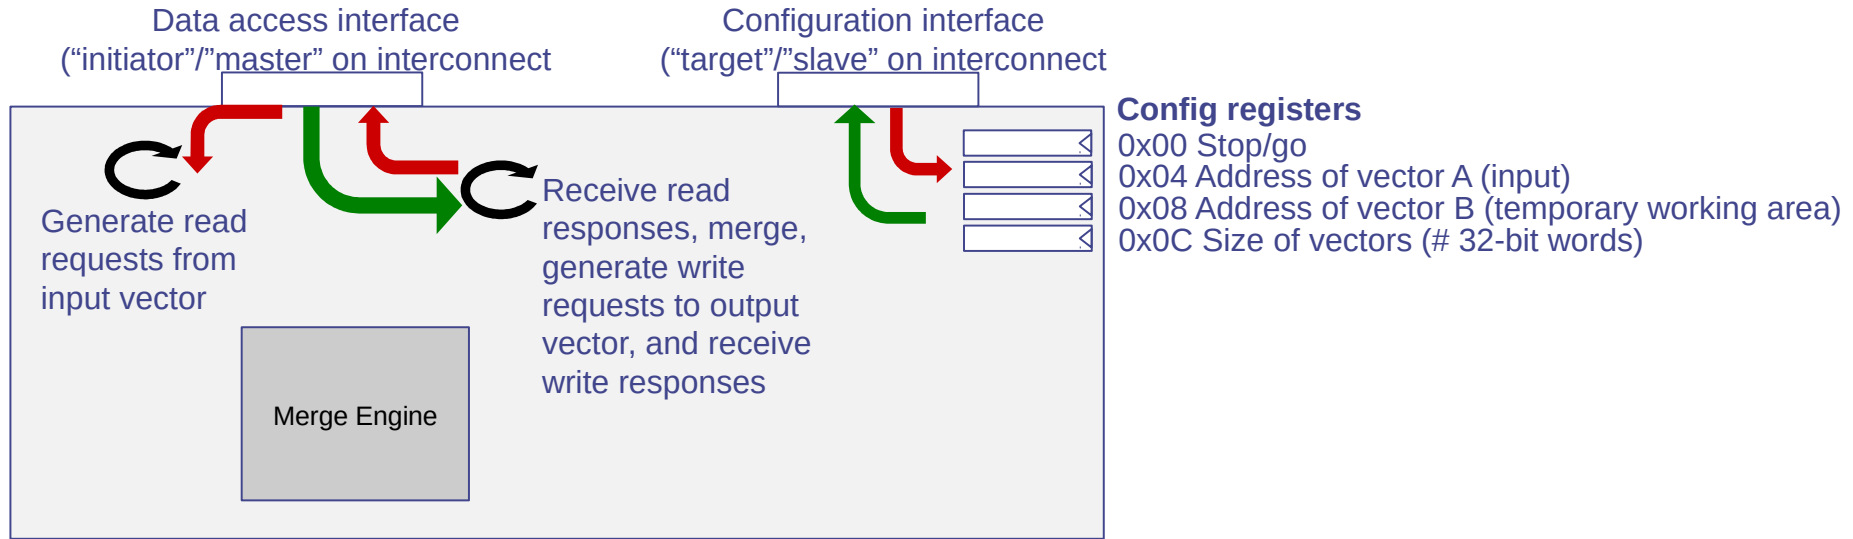 Data access interface
(“initiator”/”master” on interconnect
Configuration interface
(“target”/”slave” on interconnect
Config registers
0x00 Stop/go
0x04 Address of vector A (input)
0x08 Address of vector B (temporary working area)
0x0C Size of vectors (# 32-bit words)
Generate read
requests from
input vector
Receive read
responses, merge,
generate write
requests to output
vector, and receive
write responses
Merge Engine